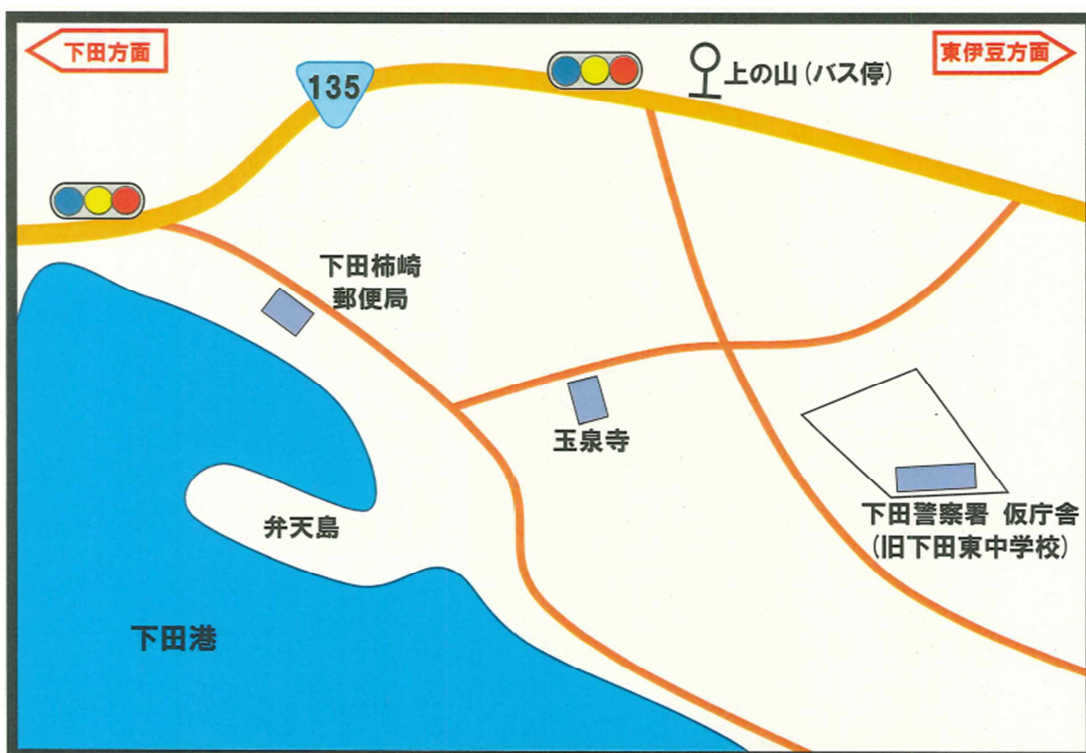 下田方面
135
上の山(バス停)
東伊豆方面
下田柿崎
郵便局
玉泉寺
弁天島
下田警察署 仮庁舎
(旧下田東中学校)
下田港